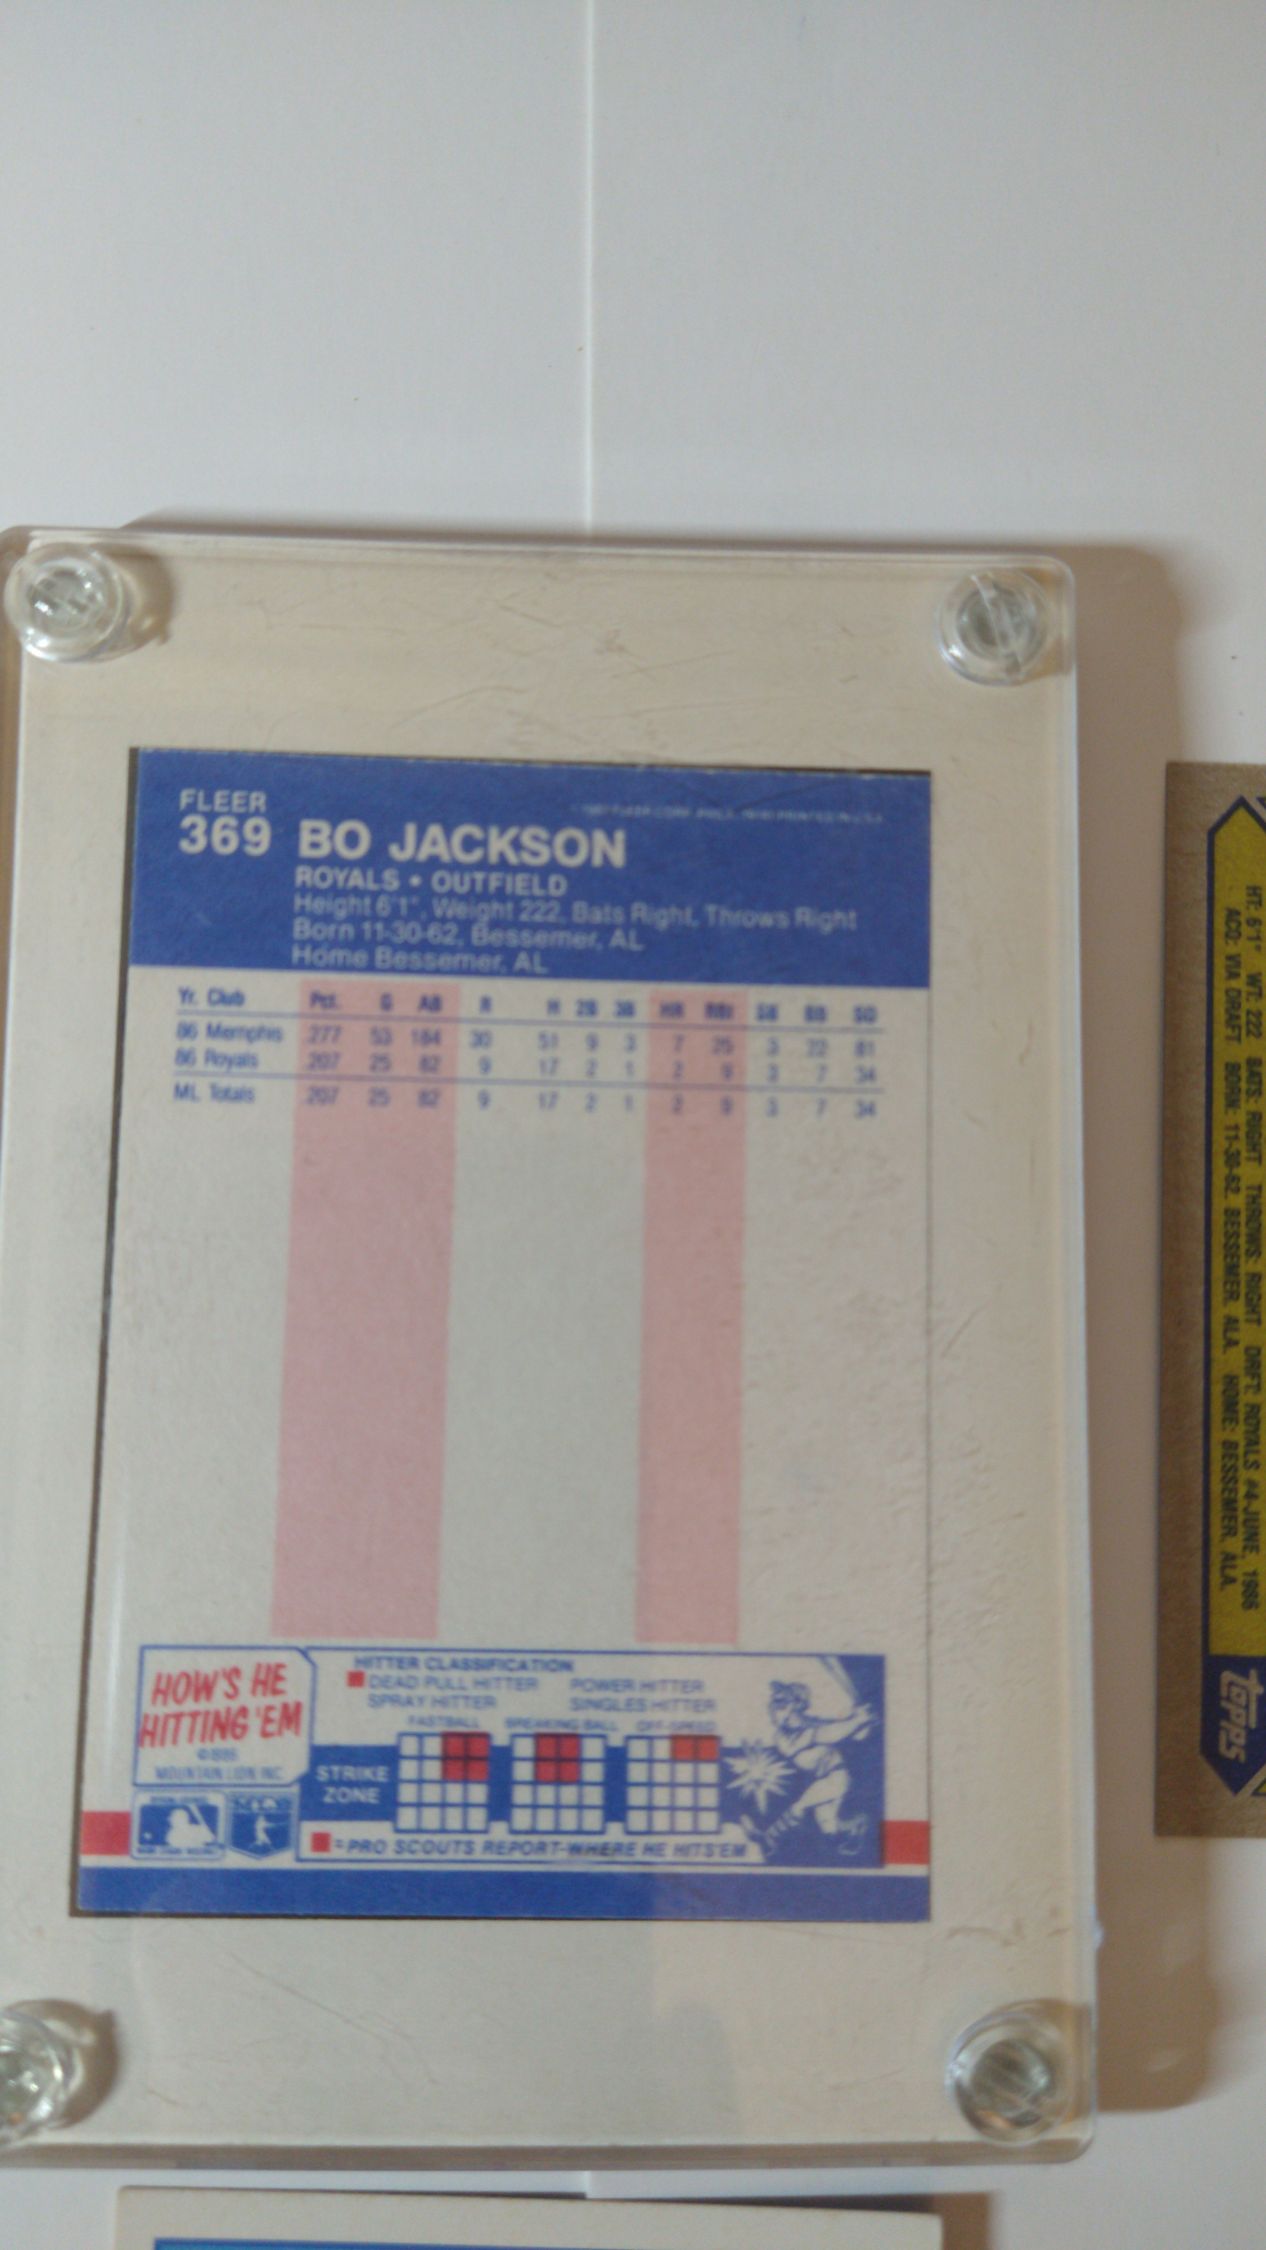 FLEER
369 BO JACKSON
ROYALS • OUTFIELD
Height 6'1", Weight 222, Bats Right, Throws Right
Born 11-30-62, Bessemer, AL
Home Bessemer, AL
Yr. Club Pct. G AB R H 2B 3B HR RBI SB BB SO
86 Memphis .277 53 184 30 51 9 3 7 25 3 22 81
86 Royals .207 25 82 9 17 2 1 2 9 3 7 34
ML Totals .207 25 82 9 17 2 1 2 9 3 7 34
HOW'S HE
HITTING 'EM
MOUNTAIN LION INC.
HITTER CLASSIFICATION
DEAD PULL HITTER POWER HITTER
SPRAY HITTER SINGLES HITTER
FASTBALL BREAKING BALL OFF-SPEED
STRIKE
ZONE
= PRO SCOUTS REPORT-WHERE HE HITS'EM
HT: 6'1" WT: 222 BATS: RIGHT THROWS: RIGHT DRFT: ROYALS #4-JUNE, 1986
ACQ: VIA DRAFT BORN: 11-30-62, BESSEMER, ALA. HOME: BESSEMER, ALA.
TOPPS